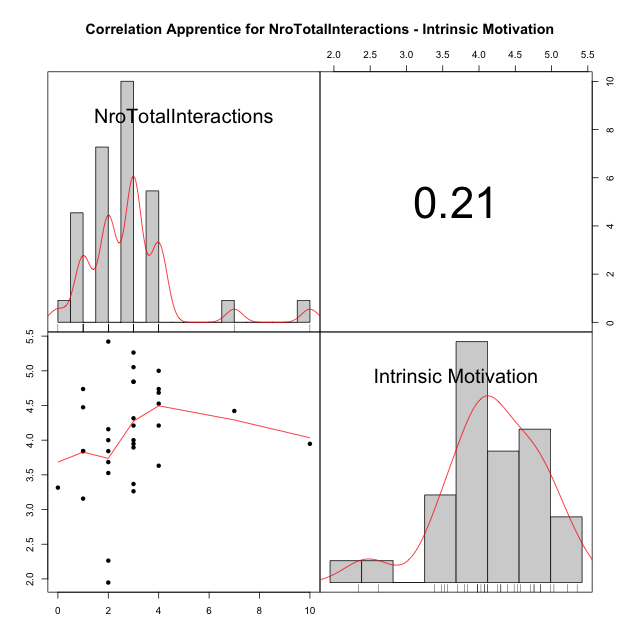 Correlation Apprentice for NroTotalInteractions - Intrinsic Motivation
2.0 2.5 3.0 3.5 4.0 4.5 5.0 5.5
NroTotalInteractions
0.21
0 2 4 6 8 10
Intrinsic Motivation
2.0 2.5 3.0 3.5 4.0 4.5 5.0 5.5
0 2 4 6 8 10